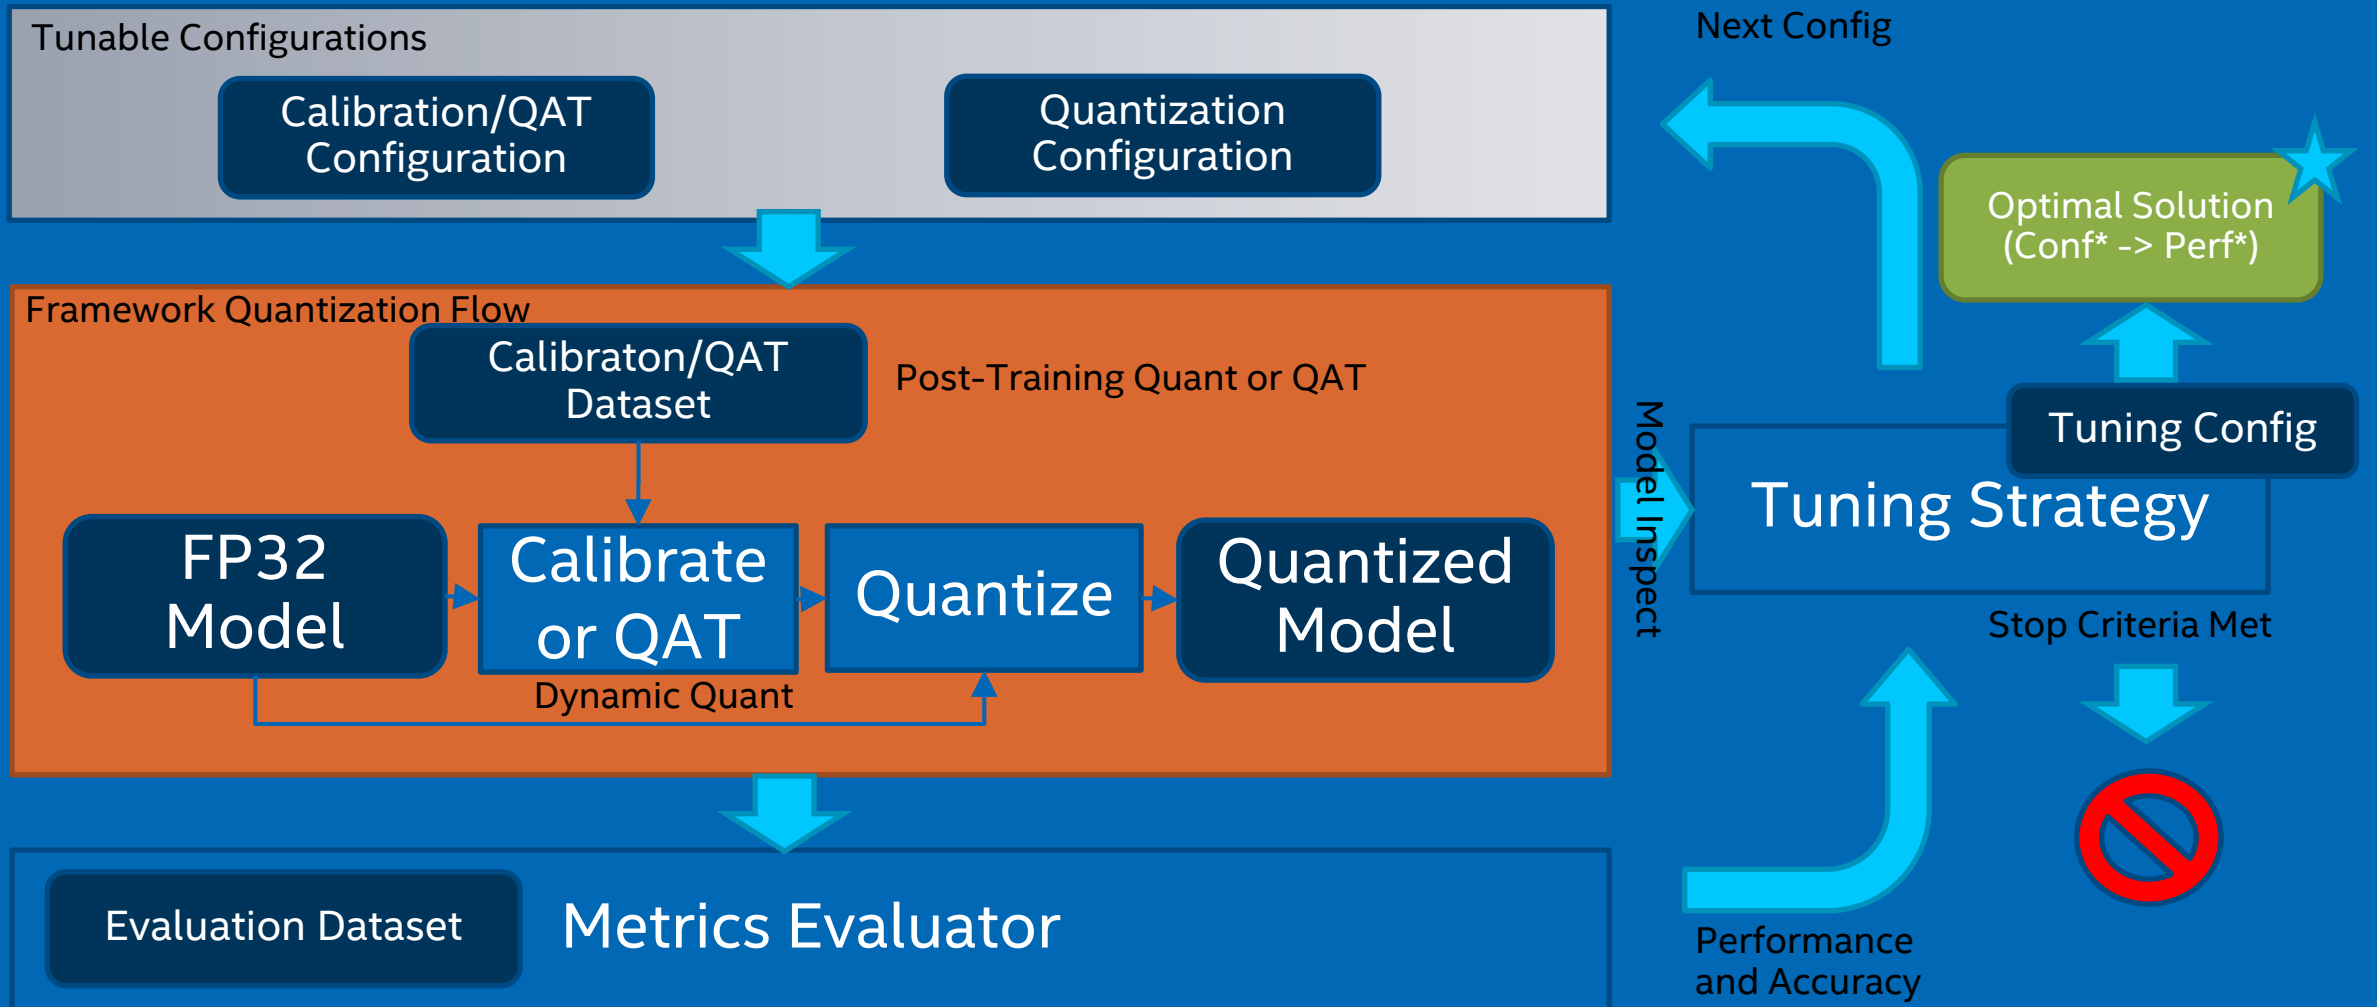 Tunable Configurations
Calibration/QAT
Configuration
Quantization
Configuration
Next Config
Optimal Solution
(Conf* -> Perf*)
Framework Quantization Flow
Calibraton/QAT
Dataset
Post-Training Quant or QAT
FP32
Model
Calibrate
or QAT
Quantize
Quantized
Model
Dynamic Quant
Model Inspect
Tuning Config
Tuning Strategy
Stop Criteria Met
Evaluation Dataset
Metrics Evaluator
Performance
and Accuracy